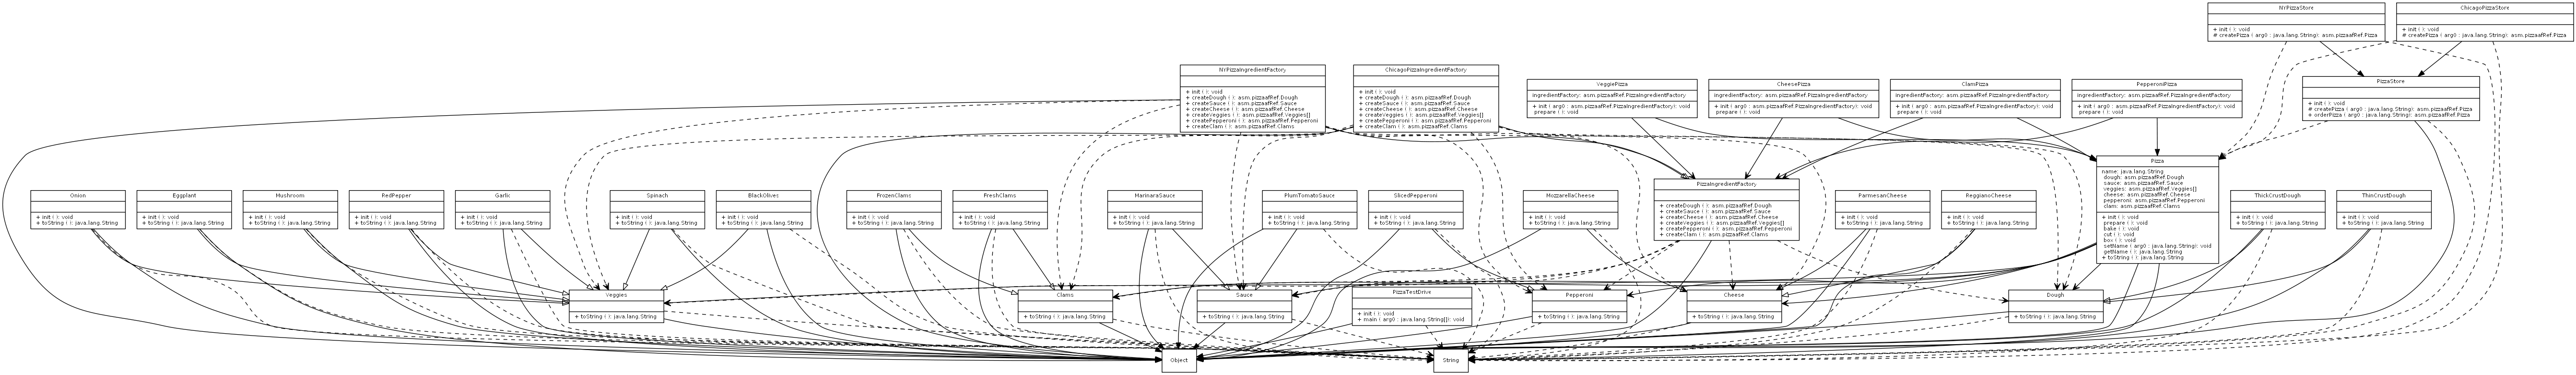 NYPizzaStore
+ init ( ): void
# createPizza ( arg0 : java.lang.String): asm.pizzaafRef.Pizza
ChicagoPizzaStore
+ init ( ): void
# createPizza ( arg0 : java.lang.String): asm.pizzaafRef.Pizza
NYPizzaIngredientFactory
+ init ( ): void
+ createDough ( ): asm.pizzaafRef.Dough
+ createSauce ( ): asm.pizzaafRef.Sauce
+ createCheese ( ): asm.pizzaafRef.Cheese
+ createVeggies ( ): asm.pizzaafRef.Veggies[]
+ createPepperoni ( ): asm.pizzaafRef.Pepperoni
+ createClam ( ): asm.pizzaafRef.Clams
ChicagoPizzaIngredientFactory
+ init ( ): void
+ createDough ( ): asm.pizzaafRef.Dough
+ createSauce ( ): asm.pizzaafRef.Sauce
+ createCheese ( ): asm.pizzaafRef.Cheese
+ createVeggies ( ): asm.pizzaafRef.Veggies[]
+ createPepperoni ( ): asm.pizzaafRef.Pepperoni
+ createClam ( ): asm.pizzaafRef.Clams
VeggiePizza
ingredientFactory: asm.pizzaafRef.PizzaIngredientFactory
+ init ( arg0 : asm.pizzaafRef.PizzaIngredientFactory): void
prepare ( ): void
CheesePizza
ingredientFactory: asm.pizzaafRef.PizzaIngredientFactory
+ init ( arg0 : asm.pizzaafRef.PizzaIngredientFactory): void
prepare ( ): void
ClamPizza
ingredientFactory: asm.pizzaafRef.PizzaIngredientFactory
+ init ( arg0 : asm.pizzaafRef.PizzaIngredientFactory): void
prepare ( ): void
PepperoniPizza
ingredientFactory: asm.pizzaafRef.PizzaIngredientFactory
+ init ( arg0 : asm.pizzaafRef.PizzaIngredientFactory): void
prepare ( ): void
PizzaStore
+ init ( ): void
# createPizza ( arg0 : java.lang.String): asm.pizzaafRef.Pizza
+ orderPizza ( arg0 : java.lang.String): asm.pizzaafRef.Pizza
Onion
+ init ( ): void
+ toString ( ): java.lang.String
Eggplant
+ init ( ): void
+ toString ( ): java.lang.String
Mushroom
+ init ( ): void
+ toString ( ): java.lang.String
RedPepper
+ init ( ): void
+ toString ( ): java.lang.String
Garlic
+ init ( ): void
+ toString ( ): java.lang.String
Spinach
+ init ( ): void
+ toString ( ): java.lang.String
BlackOlives
+ init ( ): void
+ toString ( ): java.lang.String
FrozenClams
+ init ( ): void
+ toString ( ): java.lang.String
FreshClams
+ init ( ): void
+ toString ( ): java.lang.String
MarinaraSauce
+ init ( ): void
+ toString ( ): java.lang.String
PlumTomatoSauce
+ init ( ): void
+ toString ( ): java.lang.String
SlicedPepperoni
+ init ( ): void
+ toString ( ): java.lang.String
MozzarellaCheese
+ init ( ): void
+ toString ( ): java.lang.String
PizzaIngredientFactory
+ createDough ( ): asm.pizzaafRef.Dough
+ createSauce ( ): asm.pizzaafRef.Sauce
+ createCheese ( ): asm.pizzaafRef.Cheese
+ createVeggies ( ): asm.pizzaafRef.Veggies[]
+ createPepperoni ( ): asm.pizzaafRef.Pepperoni
+ createClam ( ): asm.pizzaafRef.Clams
ParmesanCheese
+ init ( ): void
+ toString ( ): java.lang.String
ReggianoCheese
+ init ( ): void
+ toString ( ): java.lang.String
Pizza
name: java.lang.String
dough: asm.pizzaafRef.Dough
sauce: asm.pizzaafRef.Sauce
veggies: asm.pizzaafRef.Veggies[]
cheese: asm.pizzaafRef.Cheese
pepperoni: asm.pizzaafRef.Pepperoni
clam: asm.pizzaafRef.Clams
+ init ( ): void
prepare ( ): void
bake ( ): void
cut ( ): void
box ( ): void
setName ( arg0 : java.lang.String): void
getName ( ): java.lang.String
+ toString ( ): java.lang.String
ThickCrustDough
+ init ( ): void
+ toString ( ): java.lang.String
ThinCrustDough
+ init ( ): void
+ toString ( ): java.lang.String
Veggies
+ toString ( ): java.lang.String
Clams
+ toString ( ): java.lang.String
Sauce
+ toString ( ): java.lang.String
PizzaTestDrive
+ init ( ): void
+ main ( arg0 : java.lang.String[]): void
Pepperoni
+ toString ( ): java.lang.String
Cheese
+ toString ( ): java.lang.String
Dough
+ toString ( ): java.lang.String
Object
String